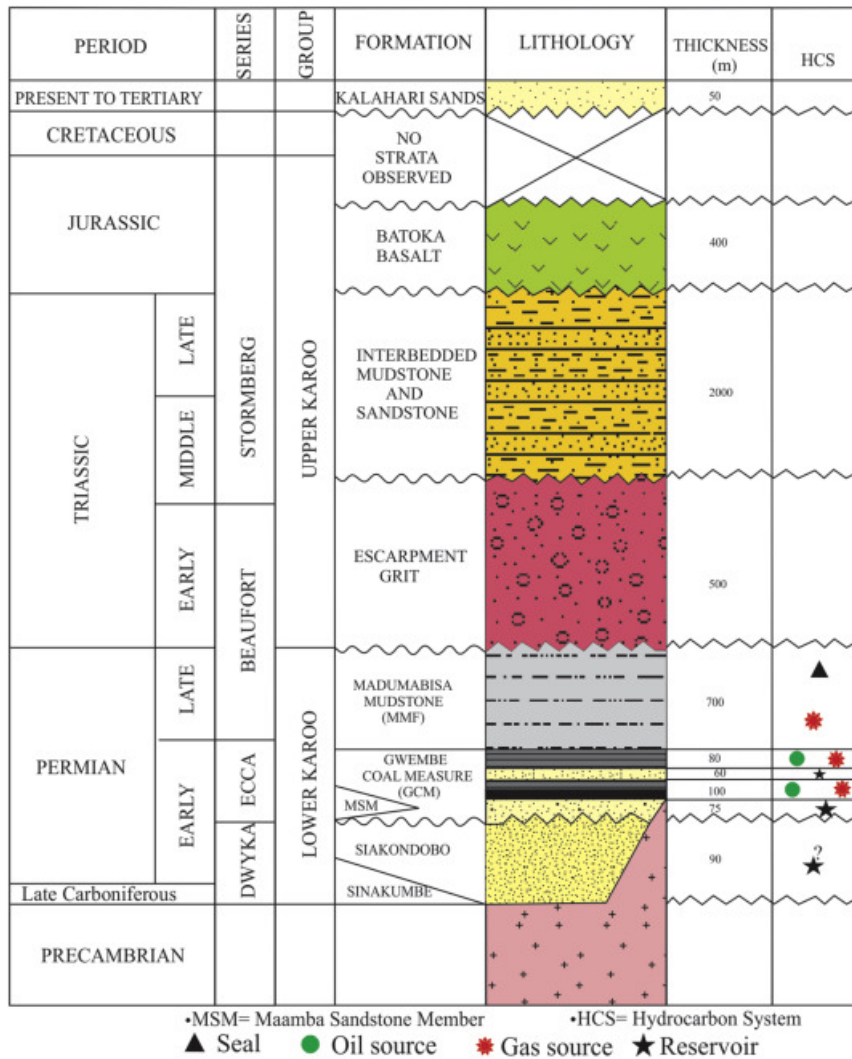 PERIOD
SERIES
GROUP
FORMATION
LITHOLOGY
THICKNESS
(m)
HCS
PRESENT TO TERTIARY
KALAHARI SANDS
50
CRETACEOUS
NO
STRATA
OBSERVED
JURASSIC
BATOKA
BASALT
400
TRIASSIC
LATE
MIDDLE
EARLY
STORMBERG
UPPER KAROO
INTERBEDDED
MUDSTONE
AND
SANDSTONE
2000
BEAUFORT
ESCARPMENT
GRIT
500
PERMIAN
LATE
EARLY
ECCA
DWYKA
LOWER KAROO
MADUMABISA
MUDSTONE
(MMF)
700
GWEMBE
COAL MEASURE
(GCM)
80
60
100
MSM
75
SIAKONDOBO
90
?
Late Carboniferous
SINAKUMBE
PRECAMBRIAN
•MSM= Maamba Sandstone Member
•HCS= Hydrocarbon System
Seal
Oil source
Gas source
Reservoir